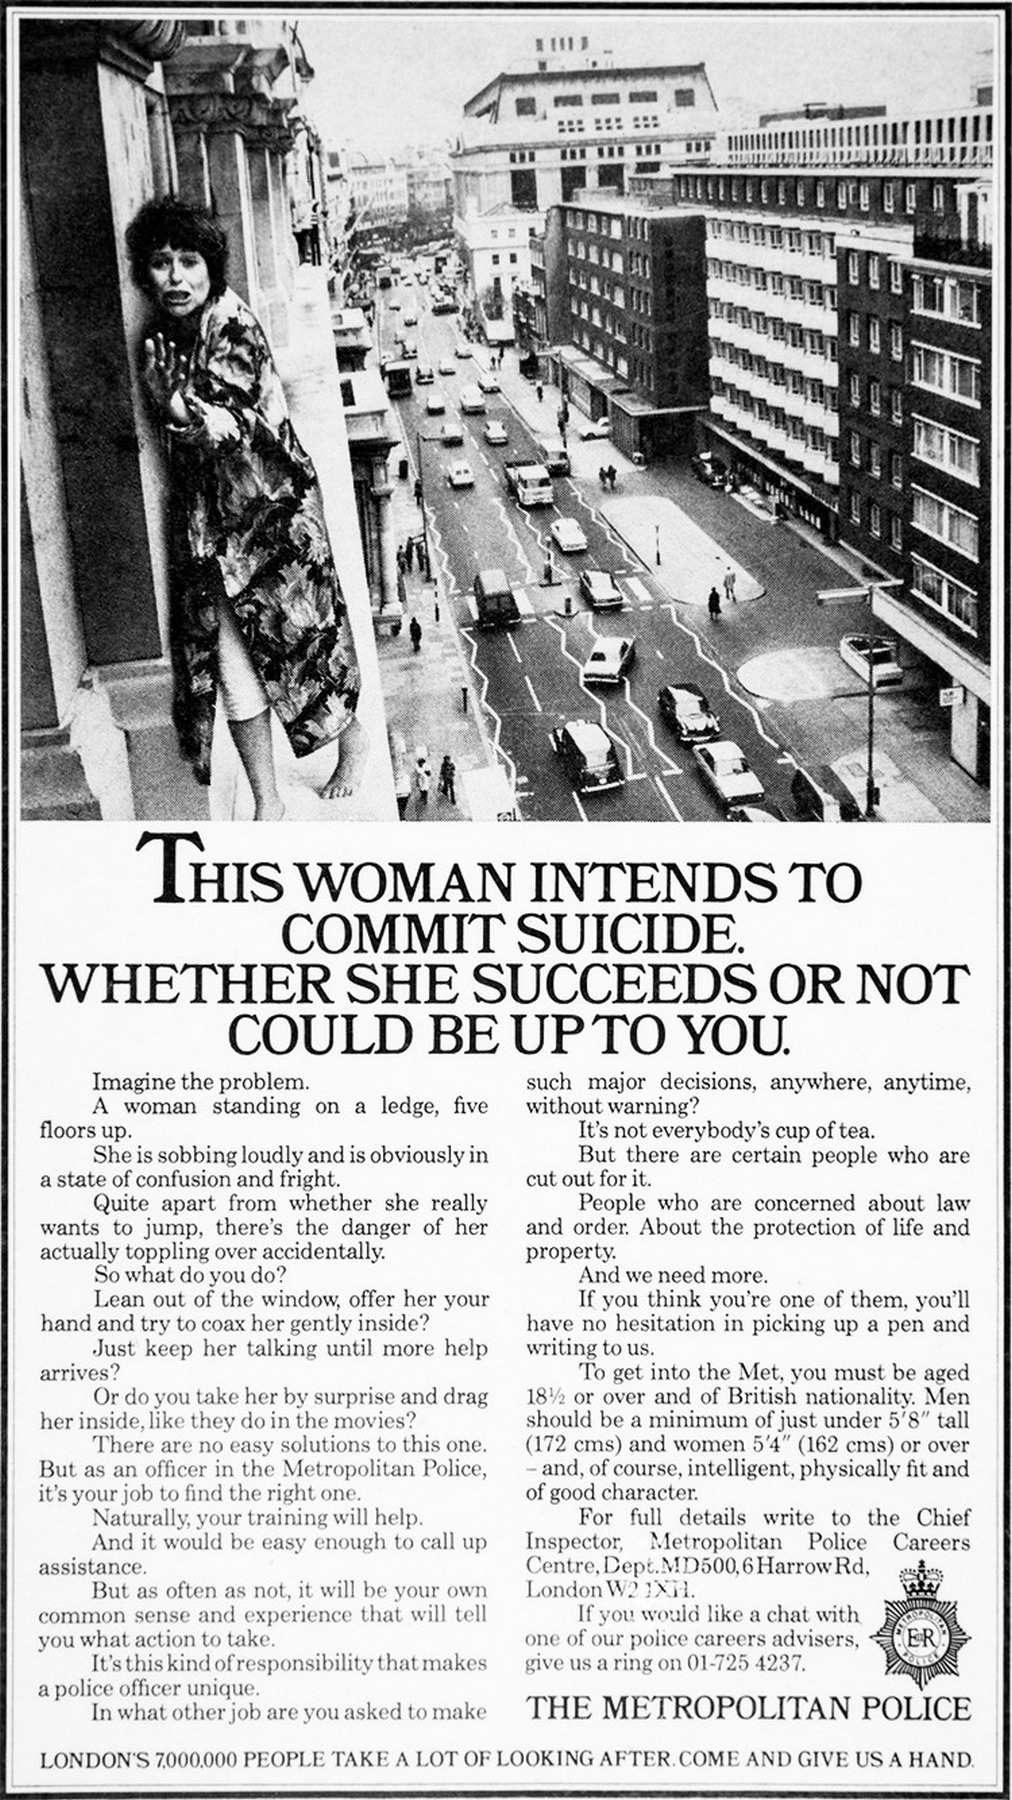 THIS WOMAN INTENDS TO
COMMIT SUICIDE.
WHETHER SHE SUCCEEDS OR NOT
COULD BE UP TO YOU.
Imagine the problem.
A woman standing on a ledge, five
floors up.
She is sobbing loudly and is obviously in
a state of confusion and fright.
Quite apart from whether she really
wants to jump, there's the danger of her
actually toppling over accidentally.
So what do you do?
Lean out of the window, offer her your
hand and try to coax her gently inside?
Just keep her talking until more help
arrives?
Or do you take her by surprise and drag
her inside, like they do in the movies?
There are no easy solutions to this one.
But as an officer in the Metropolitan Police,
it's your job to find the right one.
Naturally, your training will help.
And it would be easy enough to call up
assistance.
But as often as not, it will be your own
common sense and experience that will tell
you what action to take.
It's this kind of responsibility that makes
a police officer unique.
In what other job are you asked to make
such major decisions, anywhere, anytime,
without warning?
It's not everybody's cup of tea.
But there are certain people who are
cut out for it.
People who are concerned about law
and order. About the protection of life and
property.
And we need more.
If you think you're one of them, you'll
have no hesitation in picking up a pen and
writing to us.
To get into the Met, you must be aged
18½ or over and of British nationality. Men
should be a minimum of just under 5'8" tall
(172 cms) and women 5'4" (162 cms) or over
– and, of course, intelligent, physically fit and
of good character.
For full details write to the Chief
Inspector, Metropolitan Police Careers
Centre, Dept. MD500, 6 Harrow Rd,
London W2 1XH.
If you would like a chat with
one of our police careers advisers,
give us a ring on 01-725 4237.
METROPOLITAN
EIIR
POLICE
THE METROPOLITAN POLICE
LONDON'S 7,000,000 PEOPLE TAKE A LOT OF LOOKING AFTER. COME AND GIVE US A HAND.